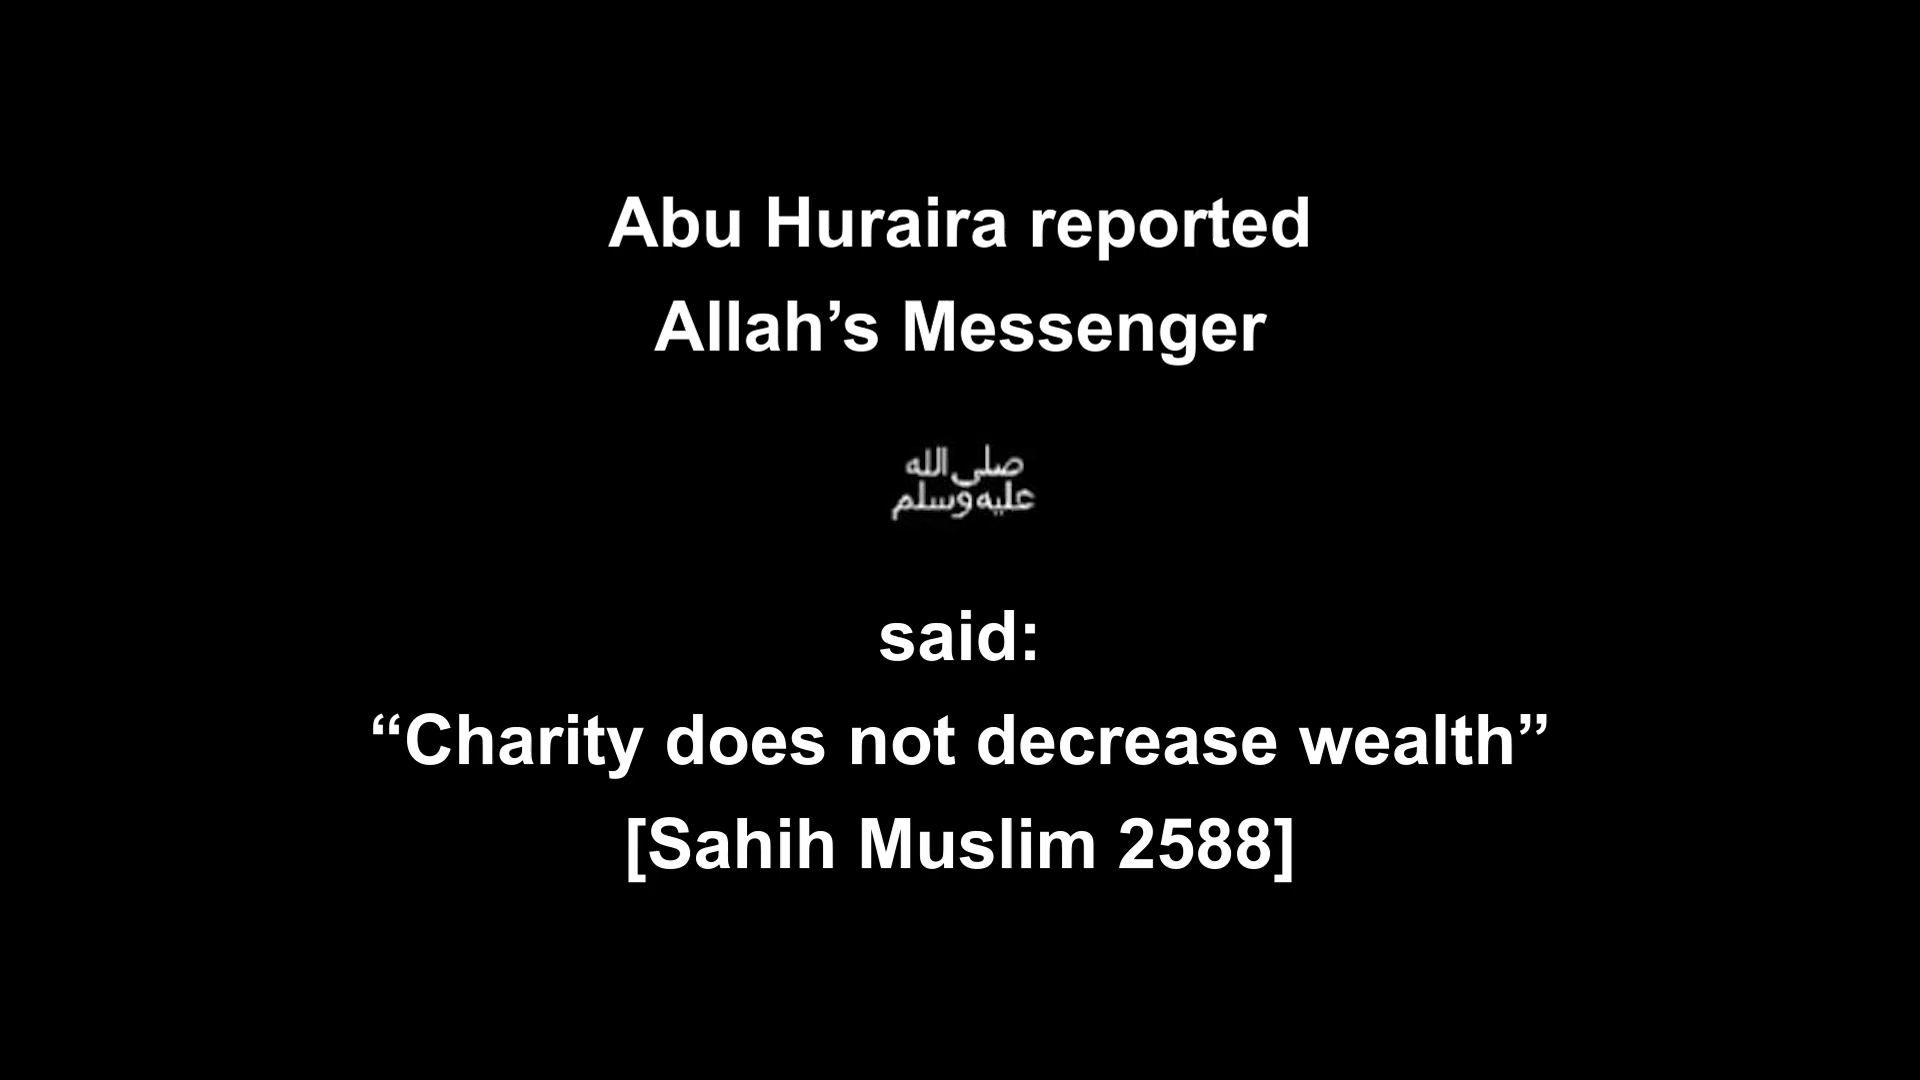 Abu Huraira reported
Allah’s Messenger
صلى الله
عليه وسلم
said:
“Charity does not decrease wealth”
[Sahih Muslim 2588]